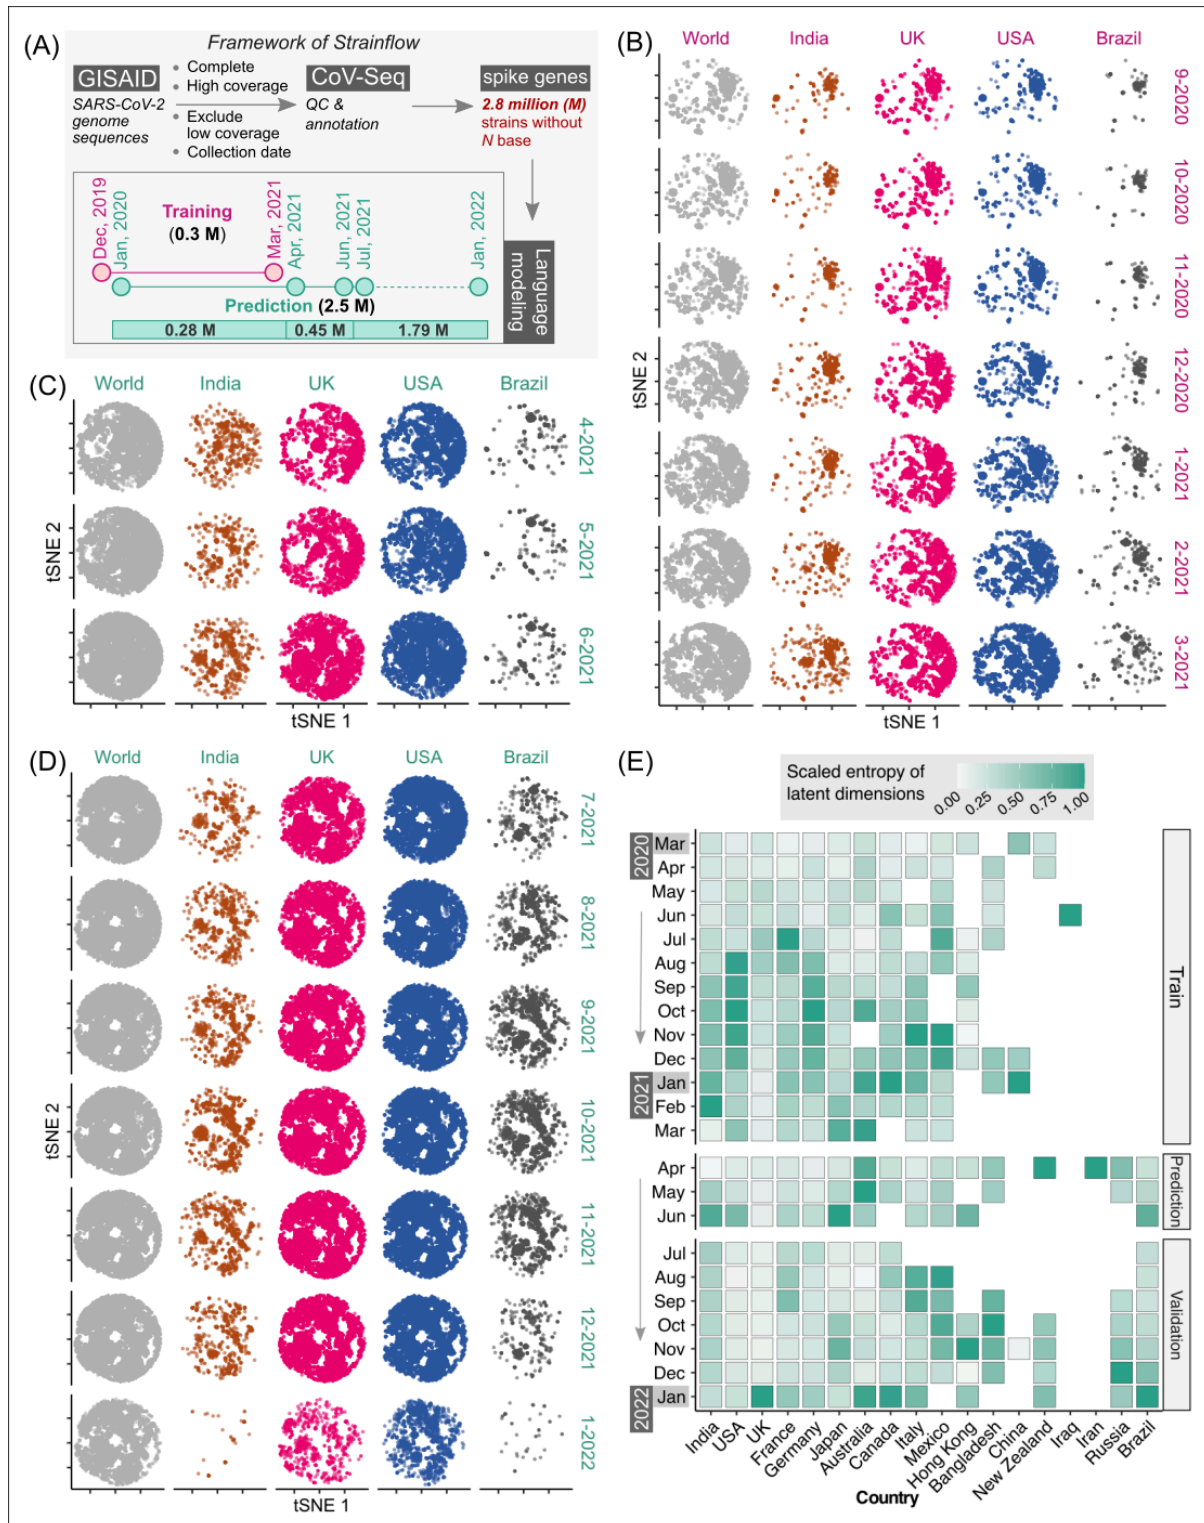 (A)
Framework of Strainflow
GISAID
SARS-CoV-2
genome
sequences
• Complete
• High coverage
• Exclude
low coverage
• Collection date
CoV-Seq
QC &
annotation
spike genes
2.8 million (M)
strains without
N base
Dec, 2019
Jan, 2020
Training
(0.3 M)
Mar, 2021
Apr, 2021
Jun, 2021
Jul, 2021
Jan, 2022
Prediction (2.5 M)
0.28 M 0.45 M 1.79 M
Language
modeling
(B)
World India UK USA Brazil
9-2020
10-2020
11-2020
12-2020
1-2021
2-2021
3-2021
tSNE 2
tSNE 1
(C)
World India UK USA Brazil
4-2021
5-2021
6-2021
tSNE 2
tSNE 1
(D)
World India UK USA Brazil
7-2021
8-2021
9-2021
10-2021
11-2021
12-2021
1-2022
tSNE 2
tSNE 1
(E)
Scaled entropy of
latent dimensions
0.00 0.25 0.50 0.75 1.00
2020
Mar
Apr
May
Jun
Jul
Aug
Sep
Oct
Nov
Dec
2021
Jan
Feb
Mar
Train
Apr
May
Jun
Prediction
Jul
Aug
Sep
Oct
Nov
Dec
2022
Jan
Validation
India USA UK France Germany Japan Australia Canada Italy Mexico Hong Kong Bangladesh China New Zealand Iraq Iran Russia Brazil
Country